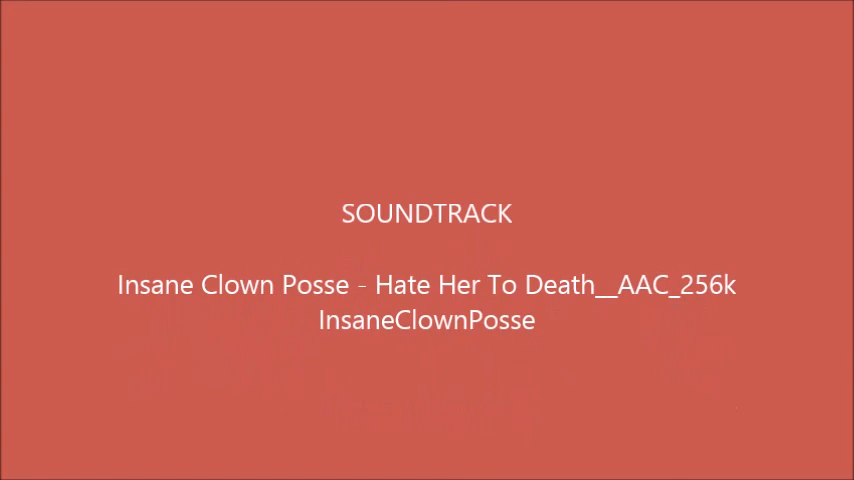 SOUNDTRACK
Insane Clown Posse - Hate Her To Death__AAC_256k
InsaneClownPosse